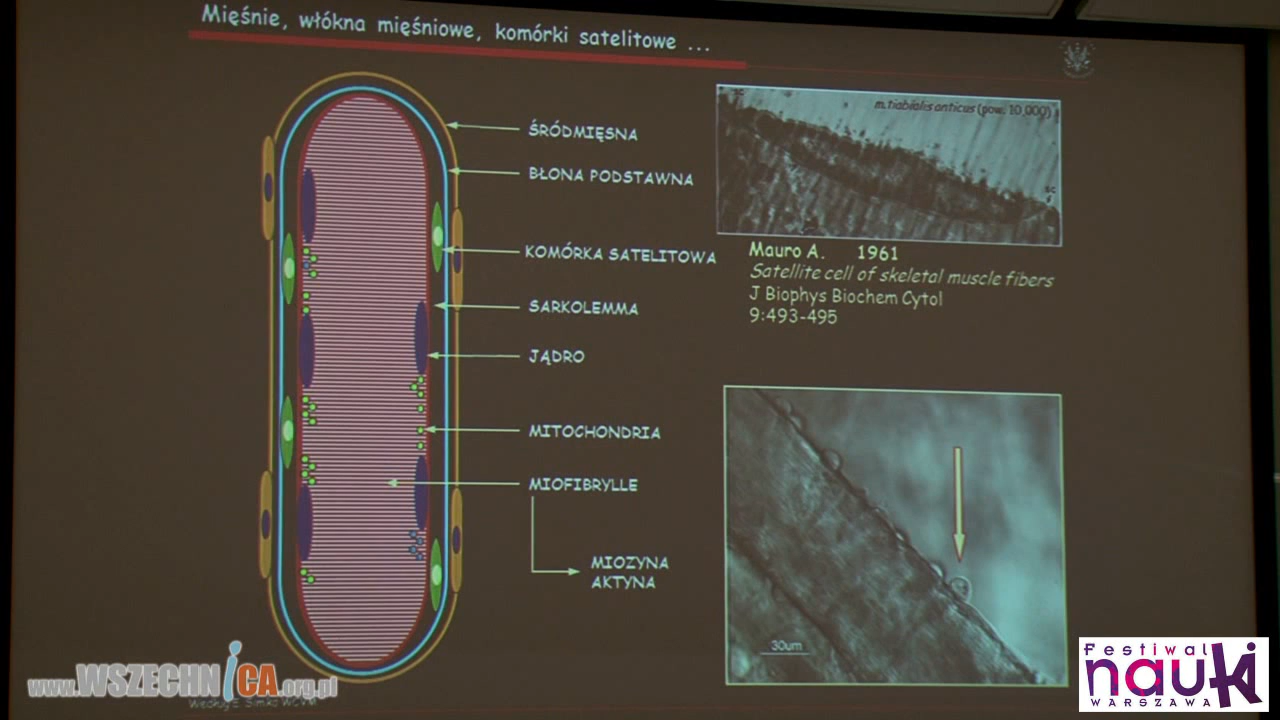 Mięśnie, włókna mięśniowe, komórki satelitowe ...
ŚRÓDMIĘSNA
BŁONA PODSTAWNA
KOMÓRKA SATELITOWA
SARKOLEMMA
JĄDRO
MITOCHONDRIA
MIOFIBRYLLE
MIOZYNA
AKTYNA
m. tiabialis anticus (pow. 10,000)
sc
Mauro A. 1961
Satellite cell of skeletal muscle fibers
J Biophys Biochem Cytol
9:493-495
30um
www.WSZECHNICA.org.pl
Festiwal
nauki
WARSZAWA